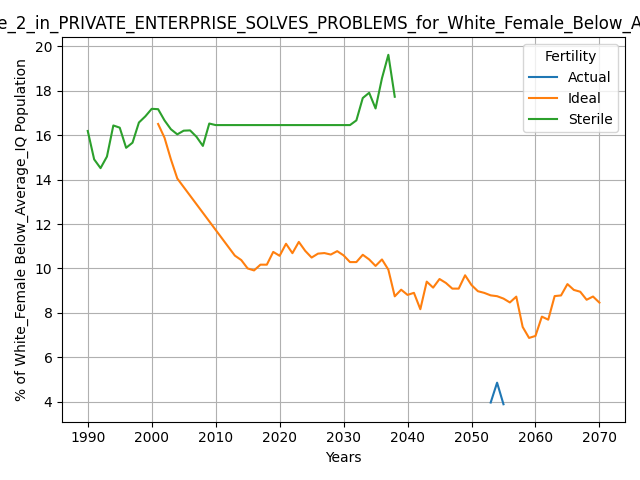 e_2_in_PRIVATE_ENTERPRISE_SOLVES_PROBLEMS_for_White_Female_Below_A
% of White_Female Below_Average_IQ Population
20
18
16
14
12
10
8
6
4
Fertility
Actual
Ideal
Sterile
1990 2000 2010 2020 2030 2040 2050 2060 2070
Years